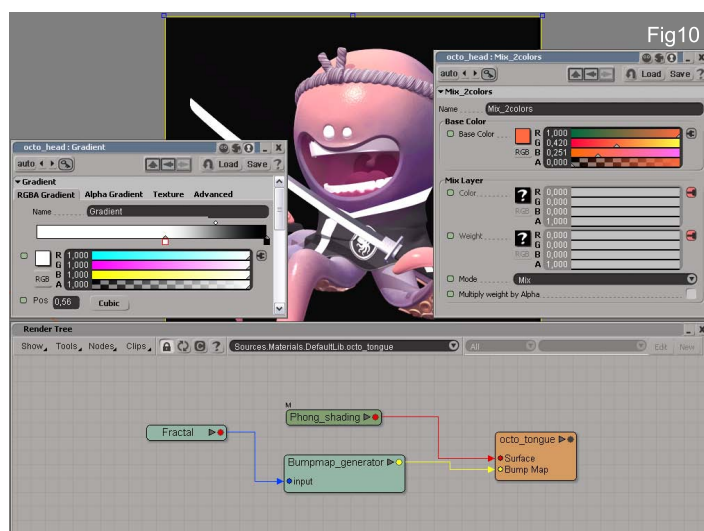 Fig10
octo_head : Mix_2colors
auto
Load Save ?
Mix_2colors
Name Mix_2colors
Base Color
Base Color R 1,000
G 0,420
RGB B 0,251
A 0,000
Mix Layer
Color ? R 0,000
G 0,000
RGB B 0,000
A 1,000
Weight ? R 0,000
G 0,000
RGB B 0,000
A 0,000
Mode Mix
Multiply weight by Alpha
octo_head : Gradient
auto
Load Save ?
Gradient
RGBA Gradient Alpha Gradient Texture Advanced
Name Gradient
R 1,000
G 1,000
RGB B 1,000
A 1,000
Pos 0,56 Cubic
Render Tree
Show Tools Nodes Clips C ? Sources.Materials.DefaultLib.octo_tongue All Edit New
M
Phong_shading
Fractal
octo_tongue
Surface
Bump Map
Bumpmap_generator
input